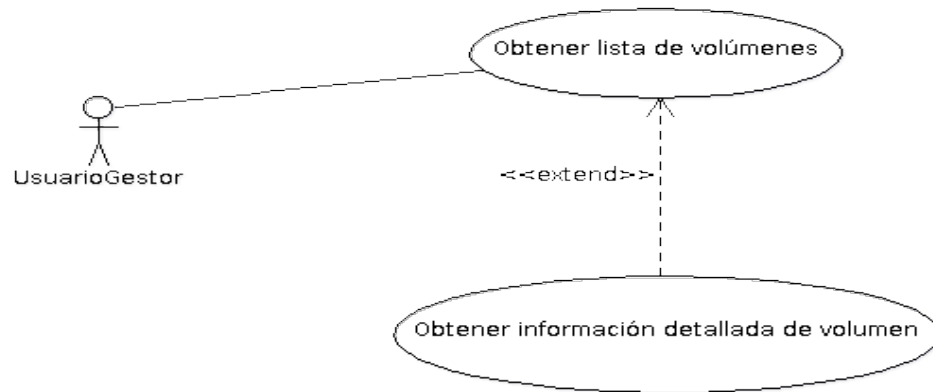 Obtener lista de volúmenes
UsuarioGestor
<<extend>>
Obtener información detallada de volumen